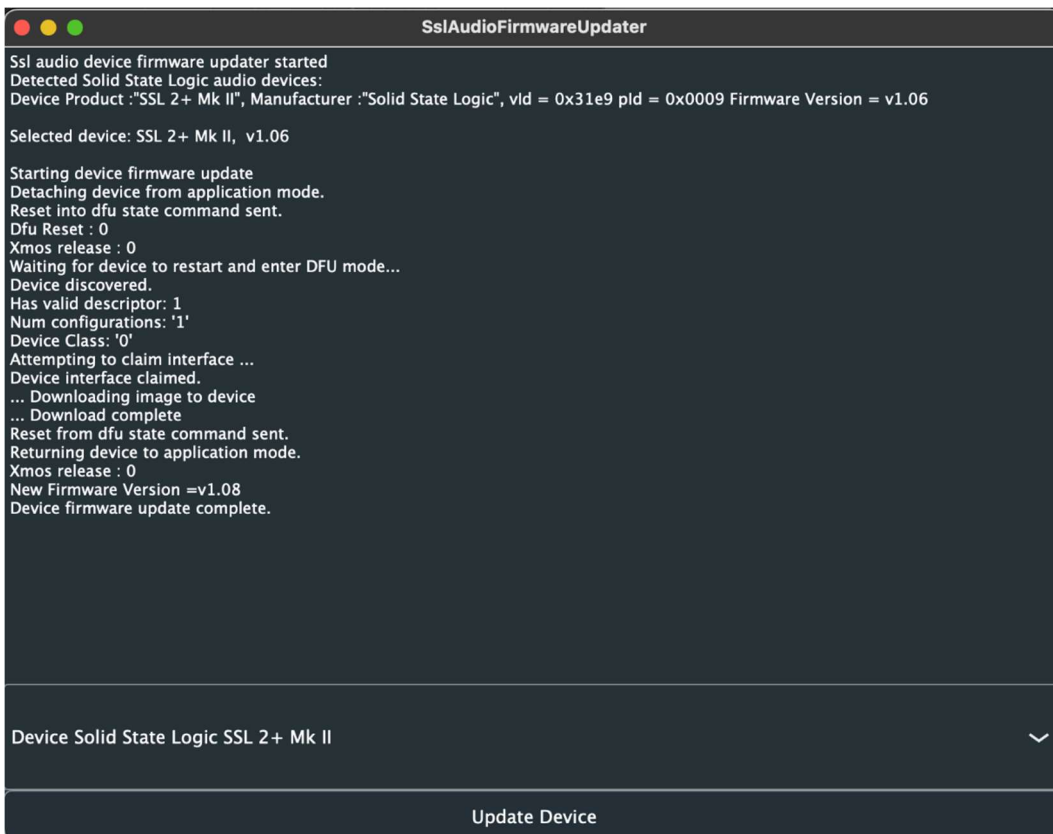 SslAudioFirmwareUpdater
Ssl audio device firmware updater started
Detected Solid State Logic audio devices:
Device Product :"SSL 2+ Mk II", Manufacturer :"Solid State Logic", vId = 0x31e9 pId = 0x0009 Firmware Version = v1.06
Selected device: SSL 2+ Mk II,  v1.06
Starting device firmware update
Detaching device from application mode.
Reset into dfu state command sent.
Dfu Reset : 0
Xmos release : 0
Waiting for device to restart and enter DFU mode...
Device discovered.
Has valid descriptor: 1
Num configurations: '1'
Device Class: '0'
Attempting to claim interface ...
Device interface claimed.
... Downloading image to device
... Download complete
Reset from dfu state command sent.
Returning device to application mode.
Xmos release : 0
New Firmware Version =v1.08
Device firmware update complete.
Device Solid State Logic SSL 2+ Mk II
Update Device